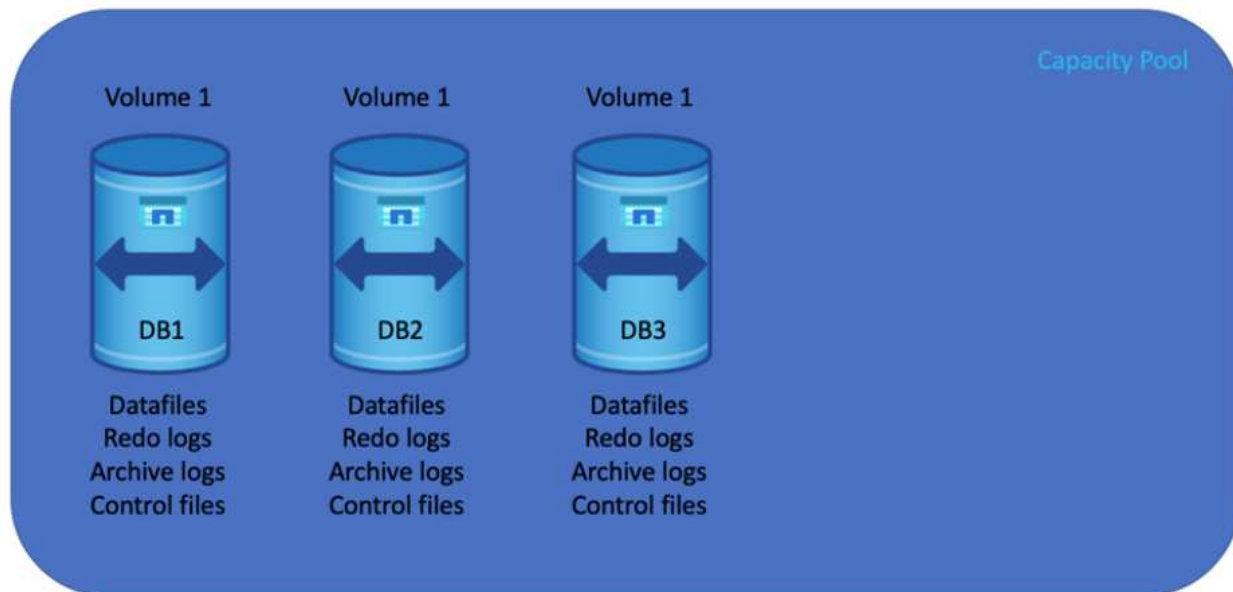 Capacity Pool
Volume 1
Volume 1
Volume 1
DB1
DB2
DB3
Datafiles
Redo logs
Archive logs
Control files
Datafiles
Redo logs
Archive logs
Control files
Datafiles
Redo logs
Archive logs
Control files